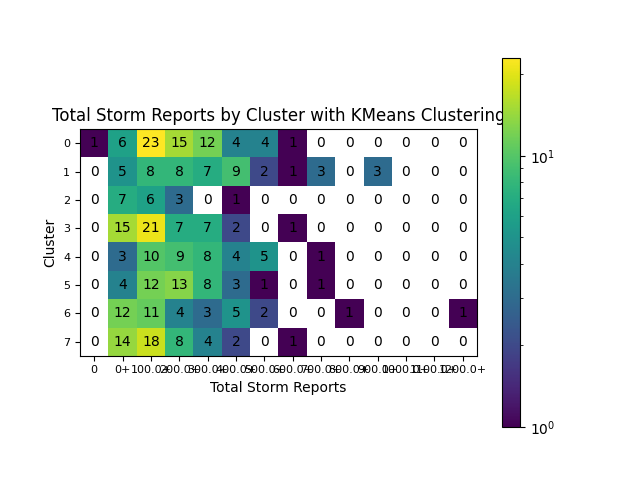 Total Storm Reports by Cluster with KMeans Clustering
0 1 6 23 15 12 4 4 1 0 0 0 0 0 0
1 0 5 8 8 7 9 2 1 3 0 3 0 0 0
2 0 7 6 3 0 1 0 0 0 0 0 0 0 0
3 0 15 21 7 7 2 0 1 0 0 0 0 0 0
4 0 3 10 9 8 4 5 0 1 0 0 0 0 0
5 0 4 12 13 8 3 1 0 1 0 0 0 0 0
6 0 12 11 4 3 5 2 0 0 1 0 0 0 1
7 0 14 18 8 4 2 0 1 0 0 0 0 0 0
0 0+
Total Storm Reports
Cluster
10^1
10^0